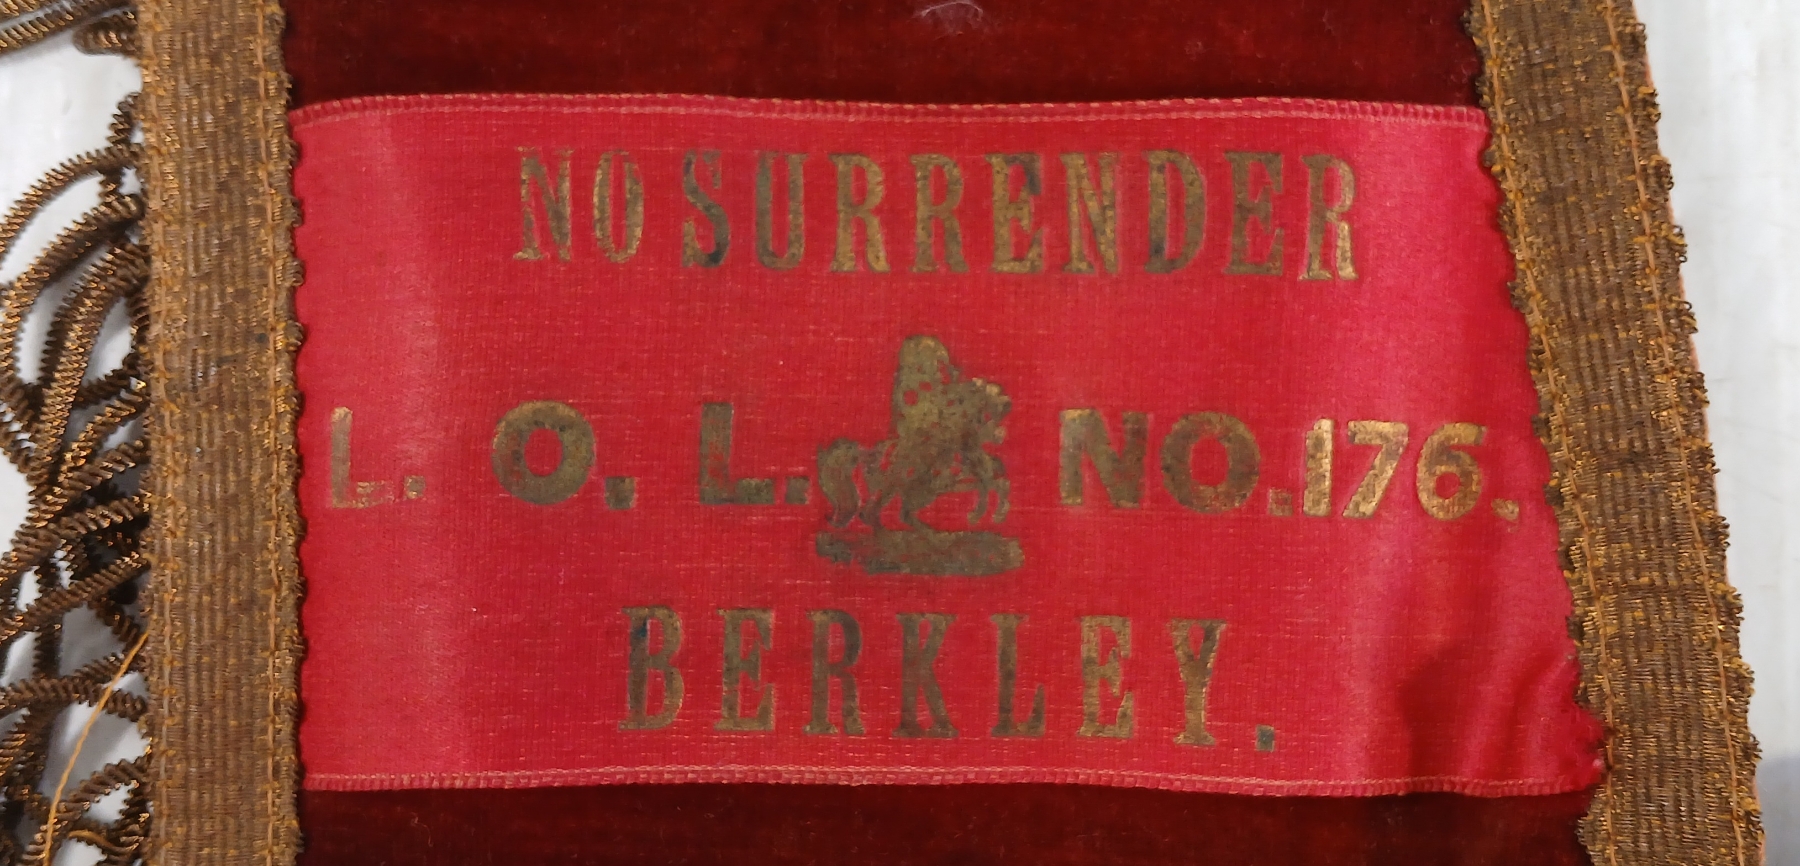 NO SURRENDER
L. O. L. NO. 176.
BERKLEY.